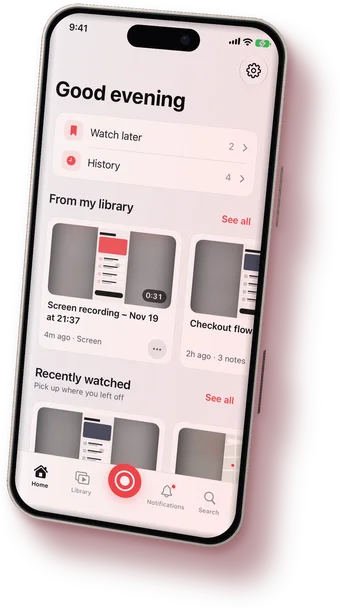 9:41
Good evening
Watch later 2
History 4
From my library See all
0:31
Screen recording – Nov 19
at 21:37
4m ago · Screen
Checkout flow
2h ago · 3 notes
Recently watched See all
Pick up where you left off
Home
Library
Notifications
Search